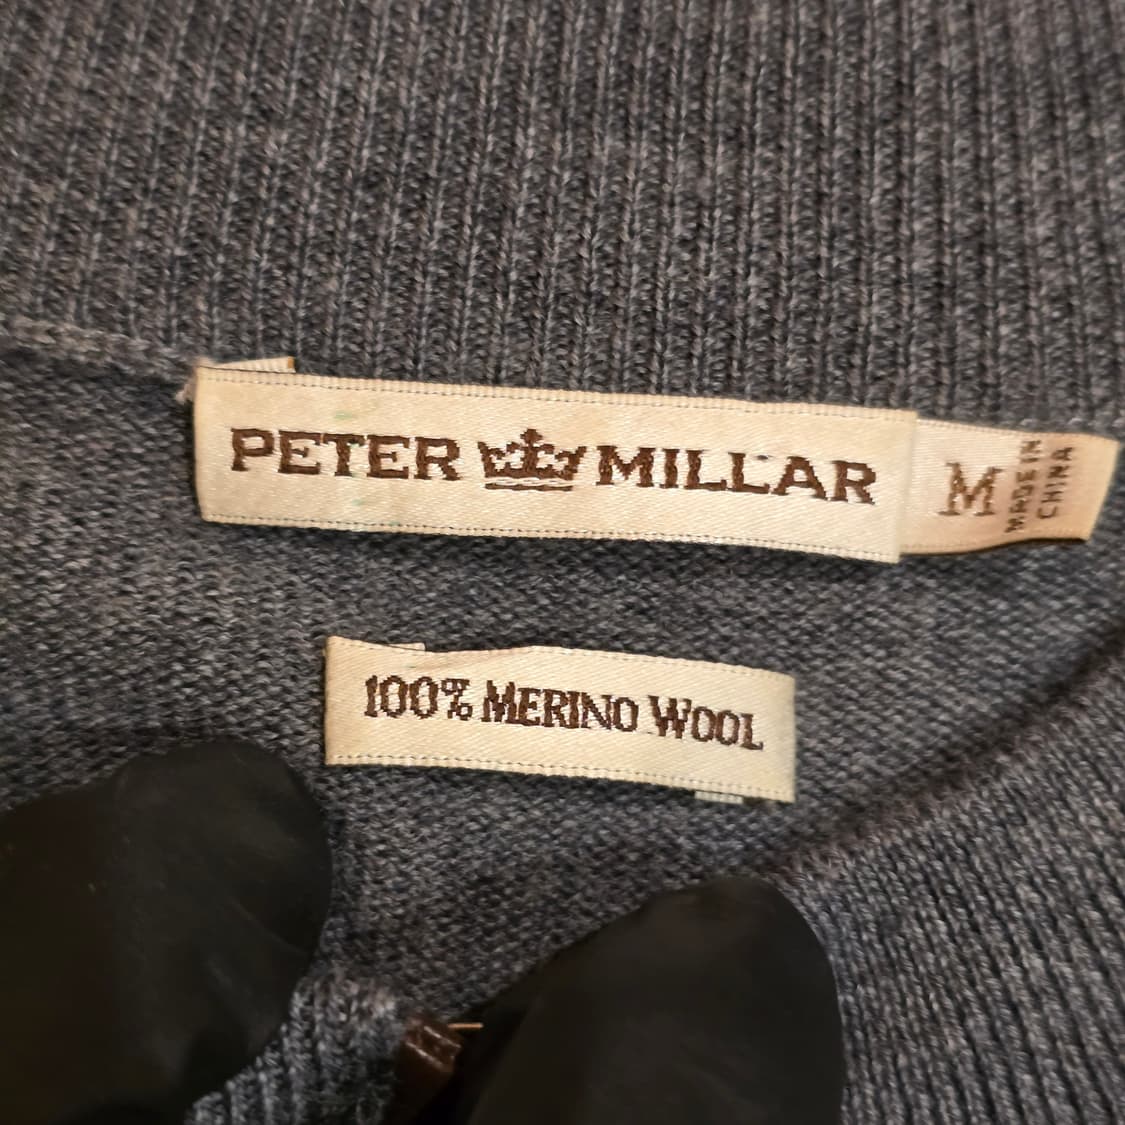 PETER MILLAR
M
MADE IN
CHINA
100% MERINO WOOL